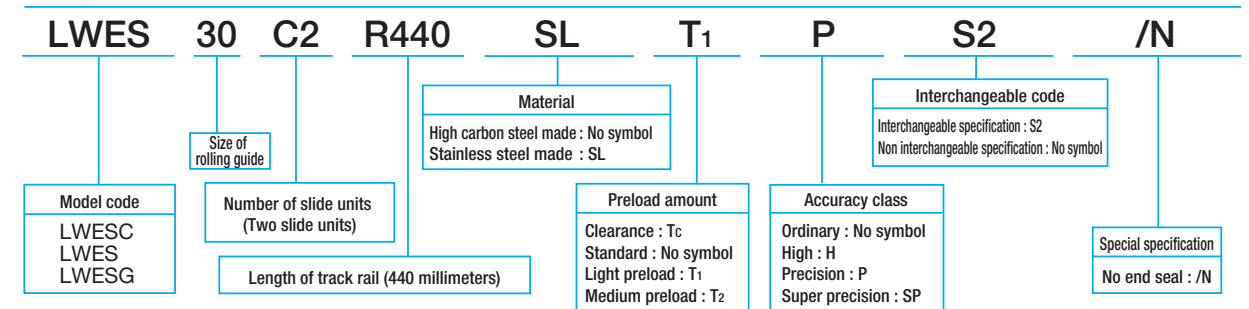 LWES 30 C2 R440 SL T1 P S2 /N
Material
High carbon steel made : No symbol
Stainless steel made : SL
Interchangeable code
Interchangeable specification : S2
Non interchangeable specification : No symbol
Size of
rolling guide
Model code
LWESC
LWES
LWESG
Number of slide units
(Two slide units)
Length of track rail (440 millimeters)
Preload amount
Clearance : Tc
Standard : No symbol
Light preload : T1
Medium preload : T2
Accuracy class
Ordinary : No symbol
High : H
Precision : P
Super precision : SP
Special specification
No end seal : /N